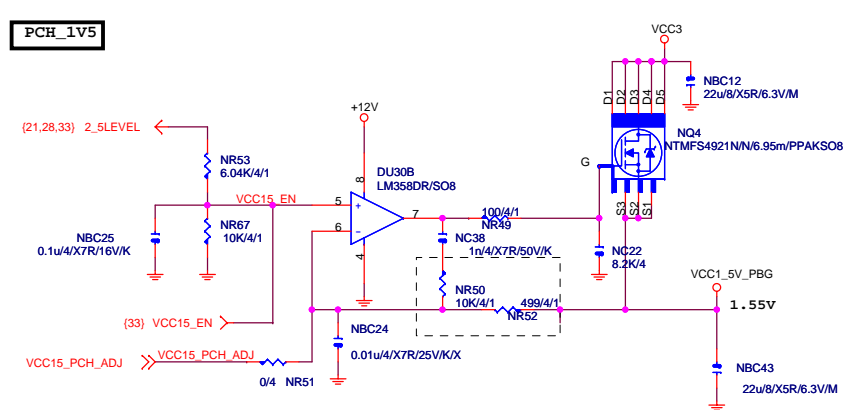 PCH_1V5
VCC3
NBC12
22u/8/X5R/6.3V/M
D1
D2
D3
D4
D5
+12V
{21,28,33} 2_5LEVEL
NQ4
NTMFS4921N/N/6.95m/PPAKSO8
G
DU30B
LM358DR/SO8
NR53
6.04K/4/1
8
VCC15_EN
5
+
7
6
−
4
S3
S2
S1
100/4/1
NR49
NR67
10K/4/1
NBC25
0.1u/4/X7R/16V/K
NC38
1n/4/X7R/50V/K
NC22
8.2K/4
VCC1_5V_PBG
1.55V
NR50
10K/4/1
499/4/1
NR52
{33} VCC15_EN
NBC24
0.01u/4/X7R/25V/K/X
VCC15_PCH_ADJ
VCC15_PCH_ADJ
0/4 NR51
NBC43
22u/8/X5R/6.3V/M